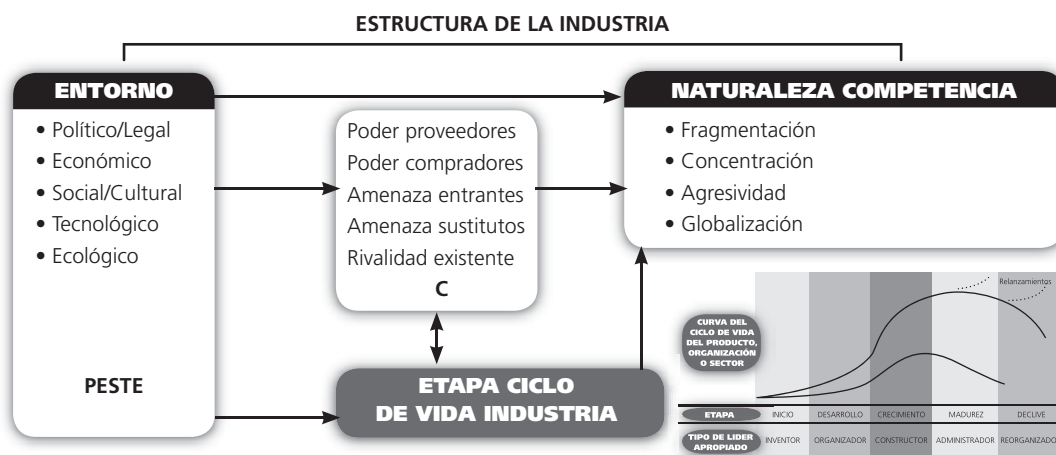 ESTRUCTURA DE LA INDUSTRIA
ENTORNO
• Político/Legal
• Económico
• Social/Cultural
• Tecnológico
• Ecológico
PESTE
Poder proveedores
Poder compradores
Amenaza entrantes
Amenaza sustitutos
Rivalidad existente
C
ETAPA CICLO
DE VIDA INDUSTRIA
NATURALEZA COMPETENCIA
• Fragmentación
• Concentración
• Agresividad
• Globalización
Relanzamientos
CURVA DEL
CICLO DE VIDA
DEL PRODUCTO,
ORGANIZACIÓN
O SECTOR
ETAPA INICIO DESARROLLO CRECIMIENTO MADUREZ DECLIVE
TIPO DE LIDER
APROPIADO
INVENTOR ORGANIZADOR CONSTRUCTOR ADMINISTRADOR REORGANIZADO